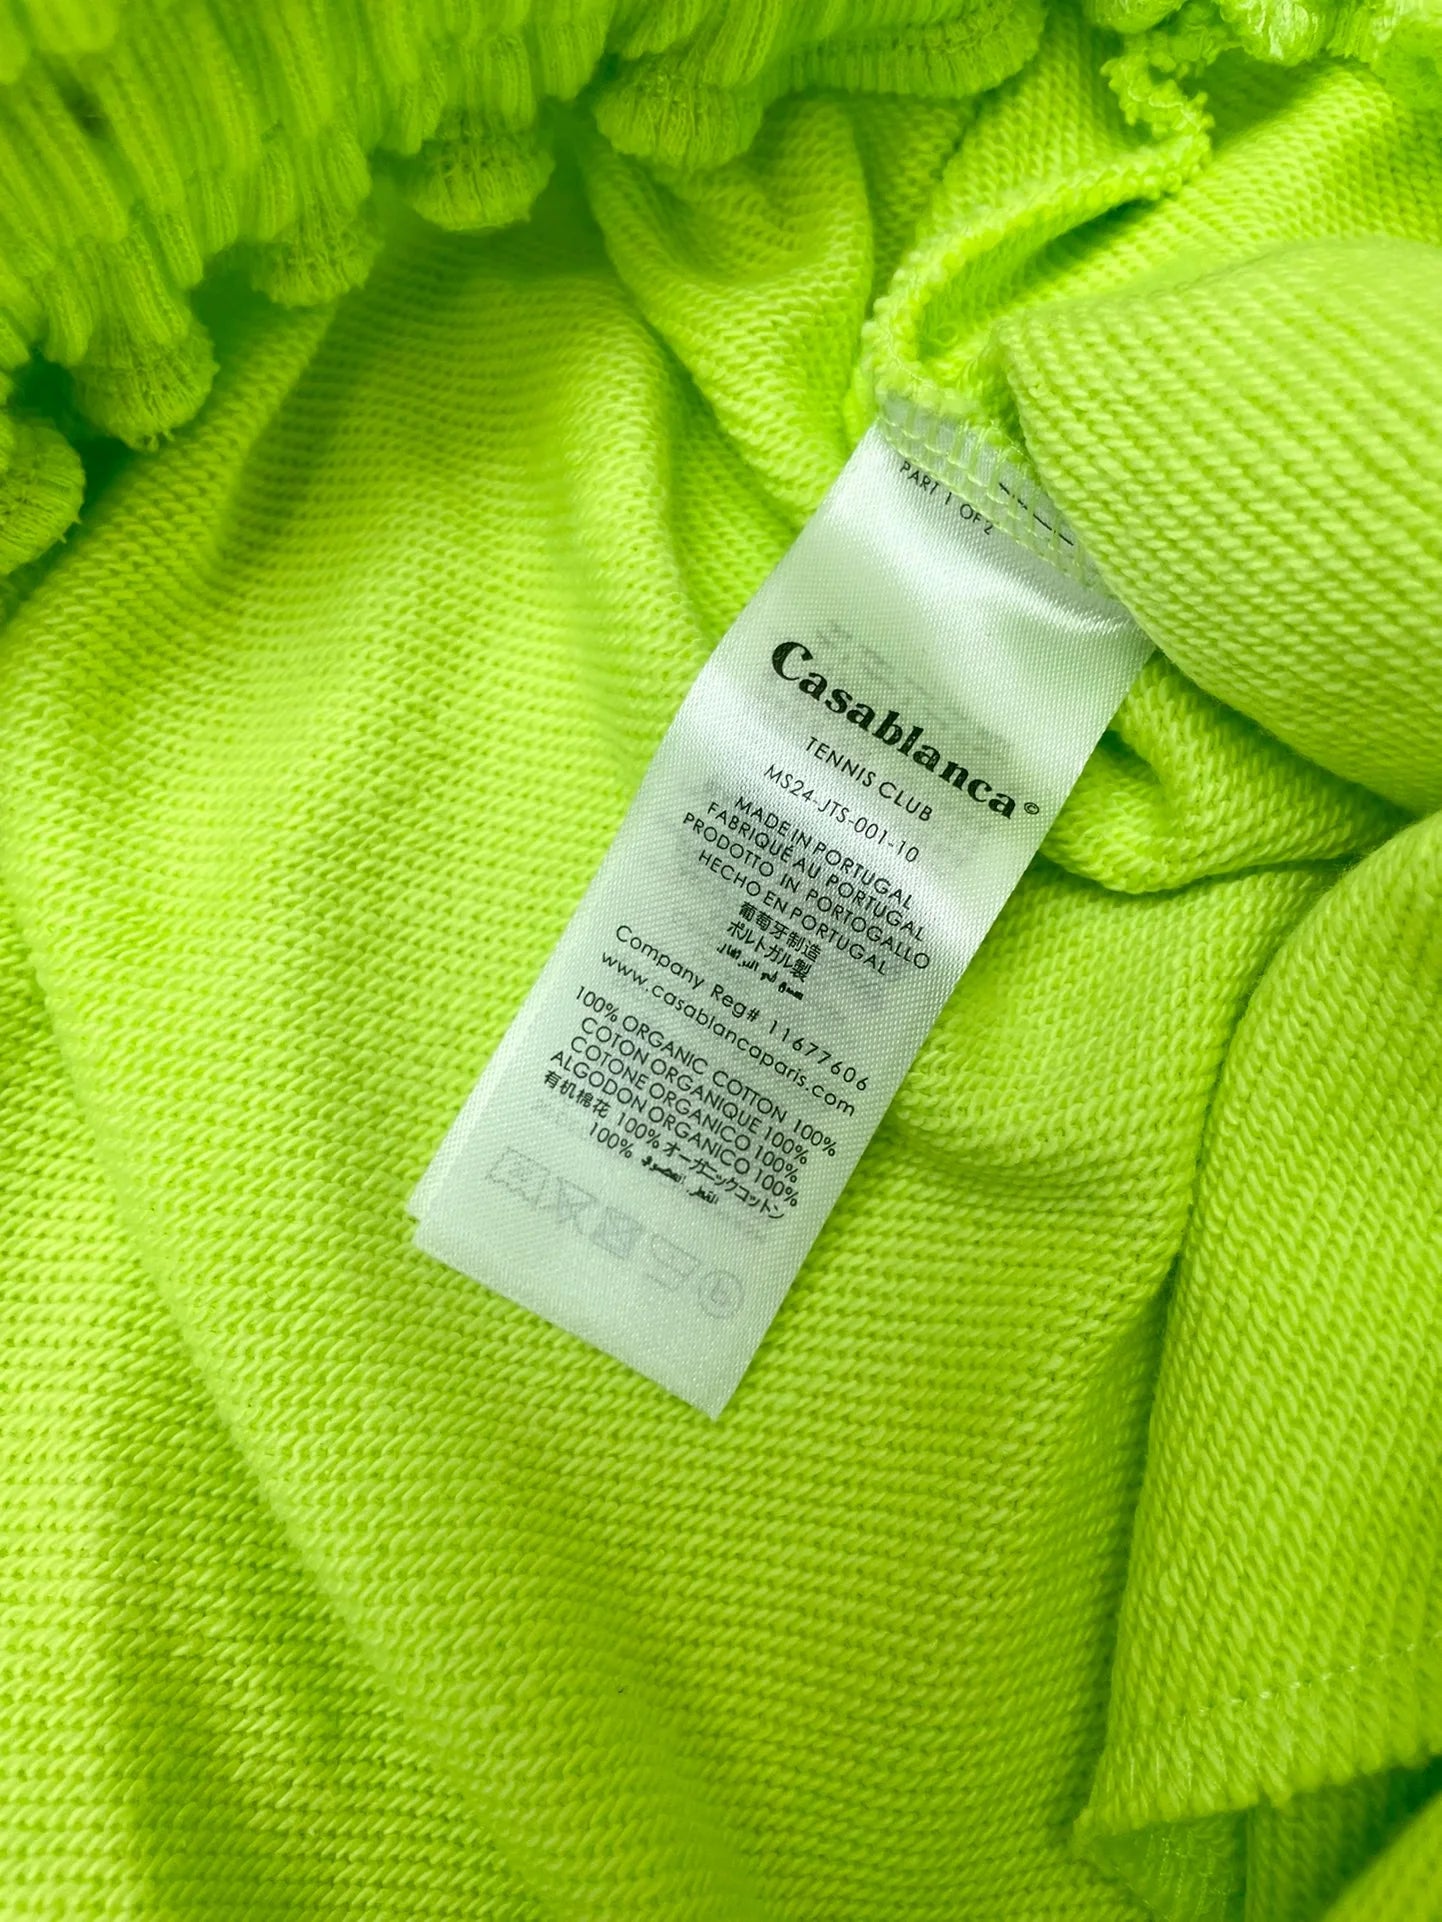 PART 1 OF 2
Casablanca©
TENNIS CLUB
MS24-JTS-001-10
MADE IN PORTUGAL
FABRIQUÉ AU PORTUGAL
PRODOTTO IN PORTOGALLO
HECHO EN PORTUGAL
葡萄牙制造
ポルトガル製
Company Reg# 11677606
www.casablancaparis.com
100% ORGANIC COTTON 100%
COTON ORGANIQUE 100%
COTONE ORGANICO 100%
ALGODON ORGANICO 100%
有机棉花 100% オーガニックコットン
100%